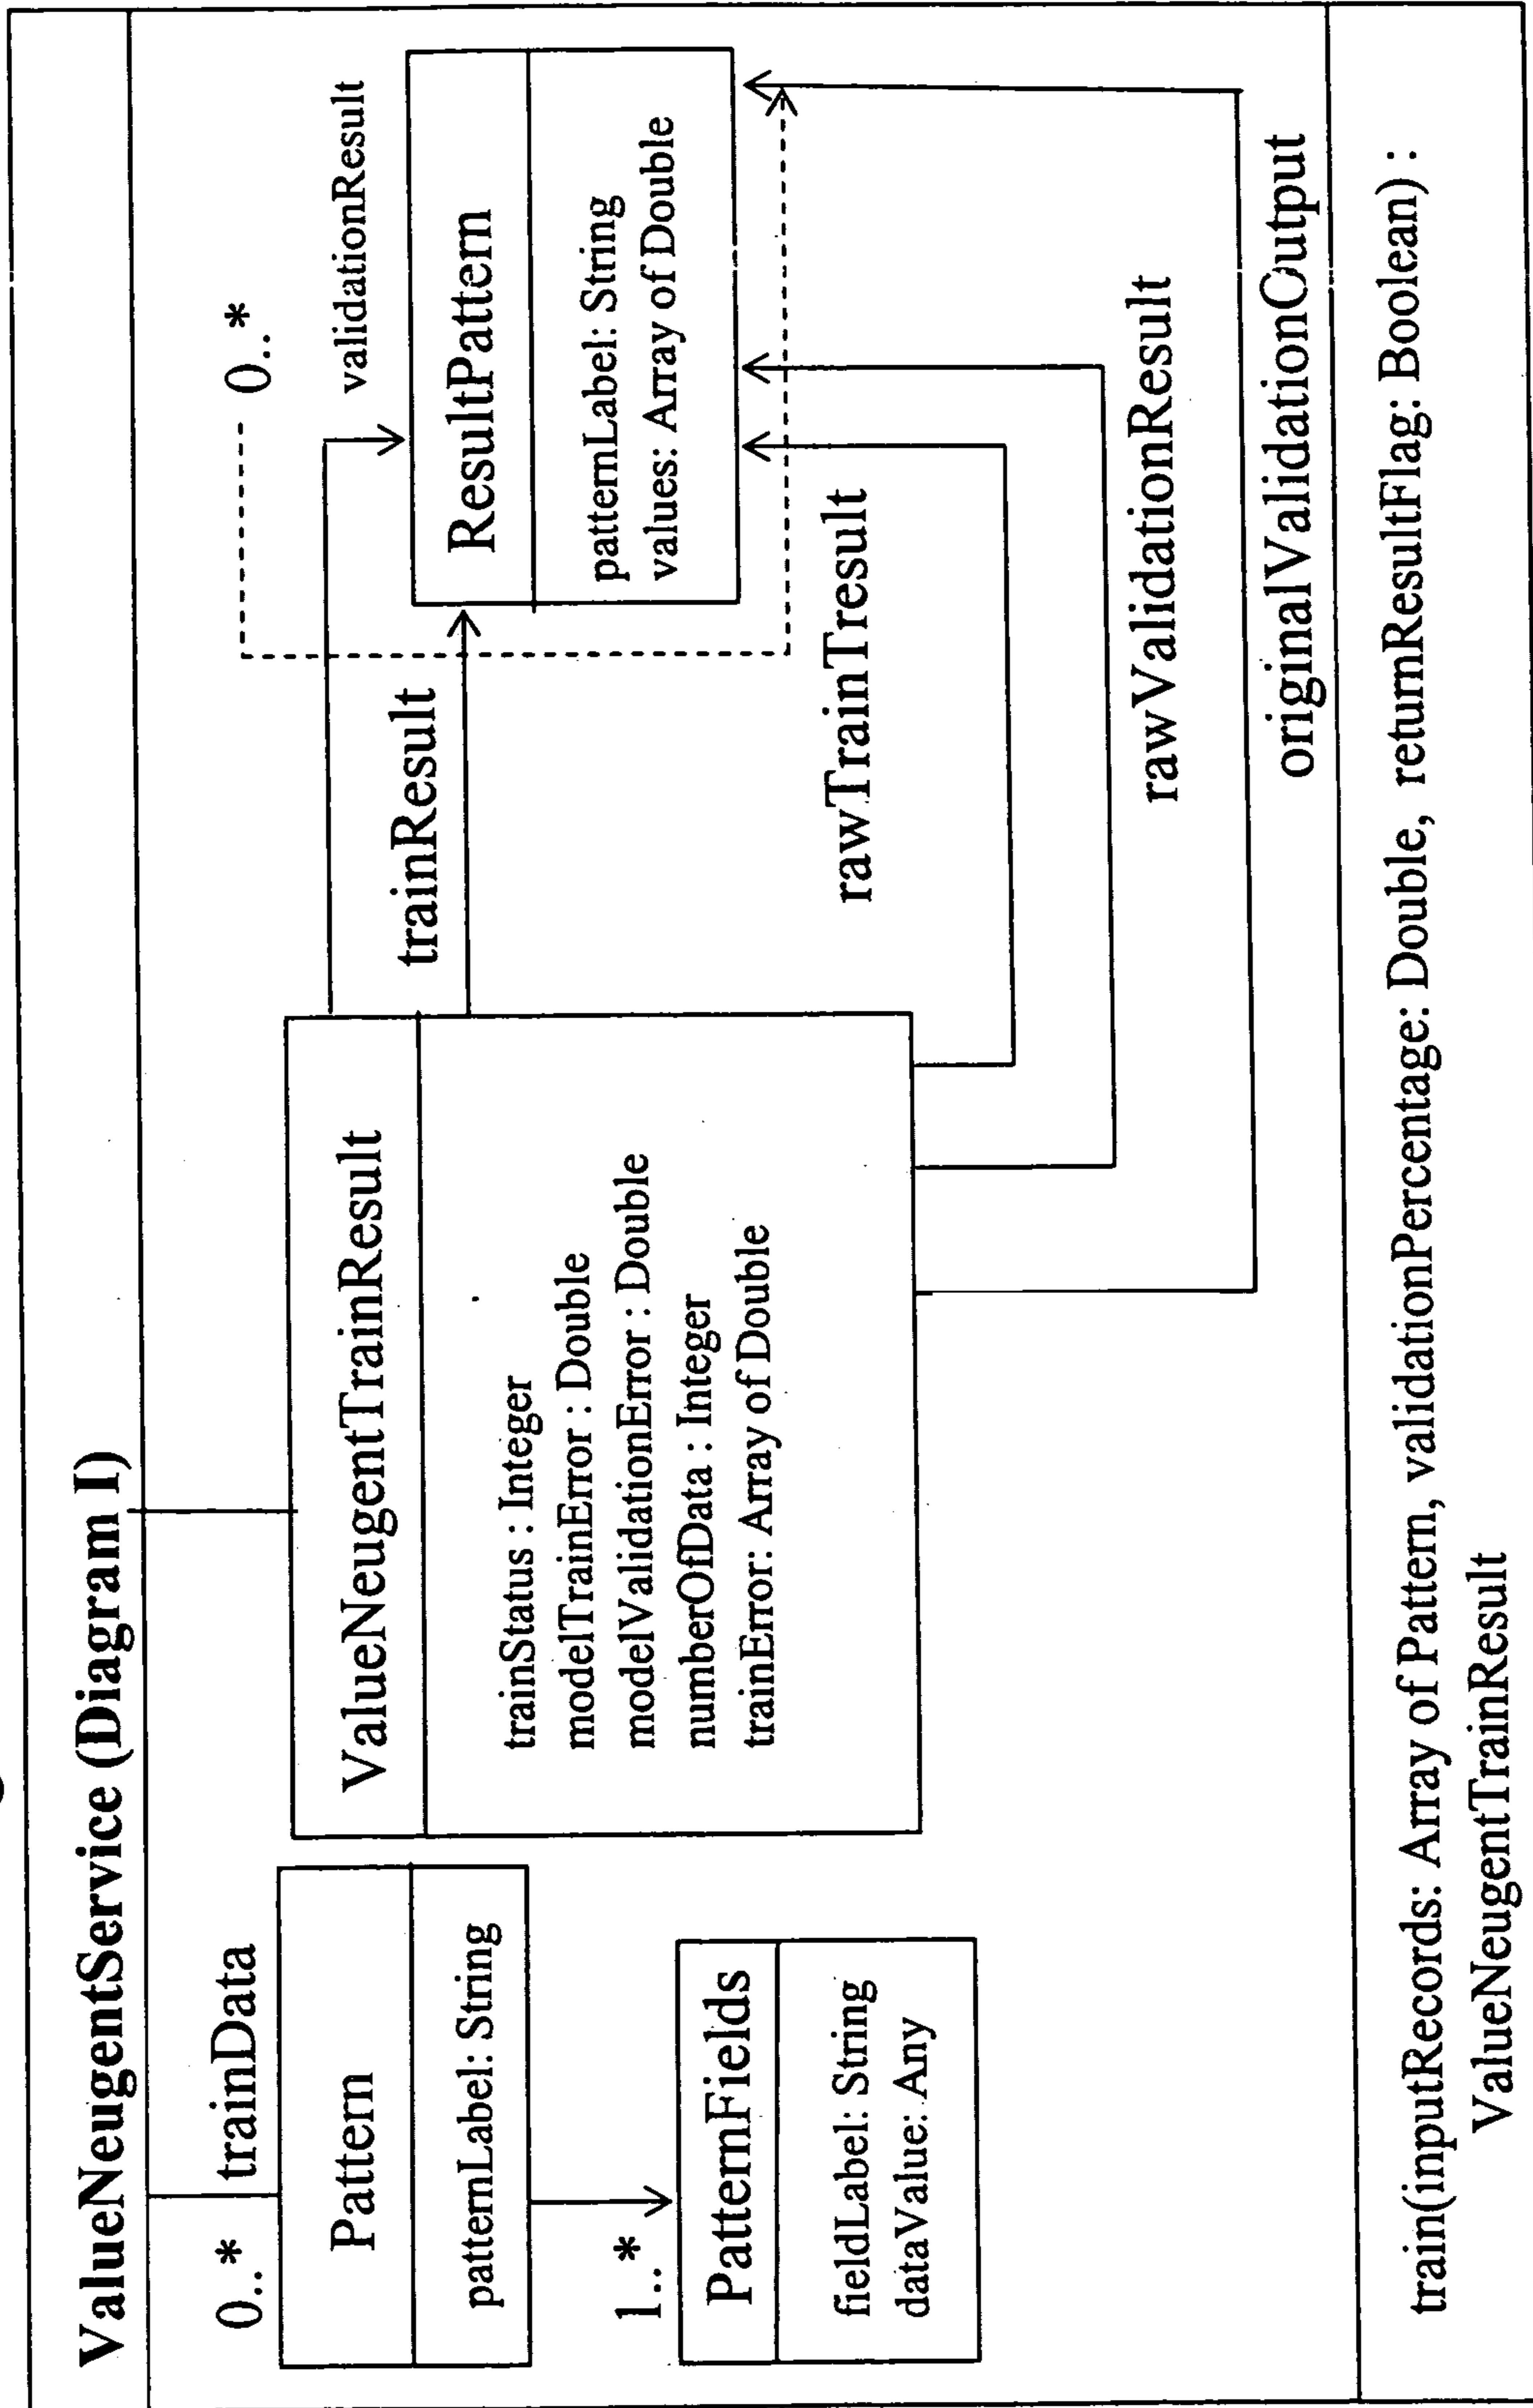 ValueNeugentService (Diagram I)
0..* trainData
Pattern
patternLabel: String
1..*
PatternFields
fieldLabel: String
dataValue: Any
ValueNeugentTrainResult
trainStatus : Integer
modelTrainError : Double
modelValidationError : Double
numberOfData : Integer
trainError: Array of Double
0..*
validationResult
trainResult
ResultPattern
patternLabel: String
values: Array of Double
rawTrainTresult
rawValidationResult
originalValidationOutput
train(inputRecords: Array of Pattern, validationPercentage: Double, returnResultFlag: Boolean) :
ValueNeugentTrainResult